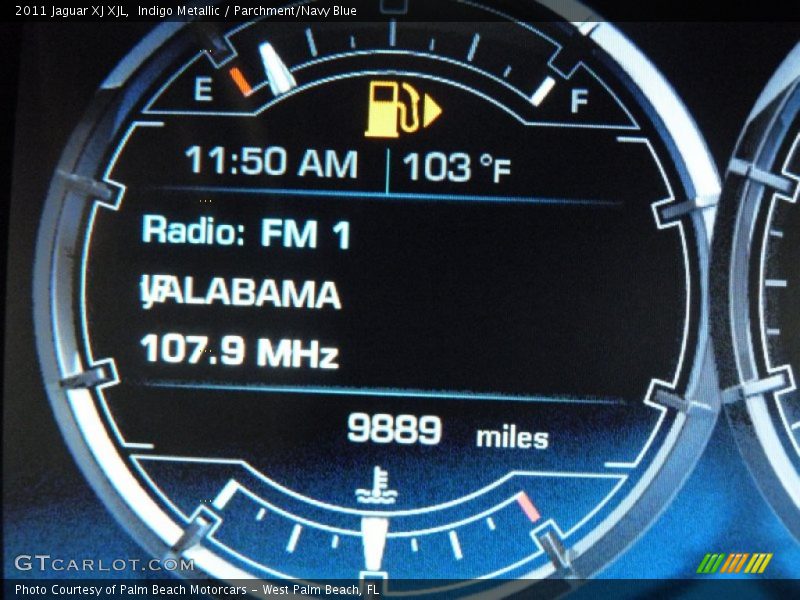 2011 Jaguar XJ XJL, Indigo Metallic / Parchment/Navy Blue
E F
11:50 AM 103 °F
Radio: FM 1
107.9 MHz
9889 miles
GTCARLOT.COM
Photo Courtesy of Palm Beach Motorcars – West Palm Beach, FL